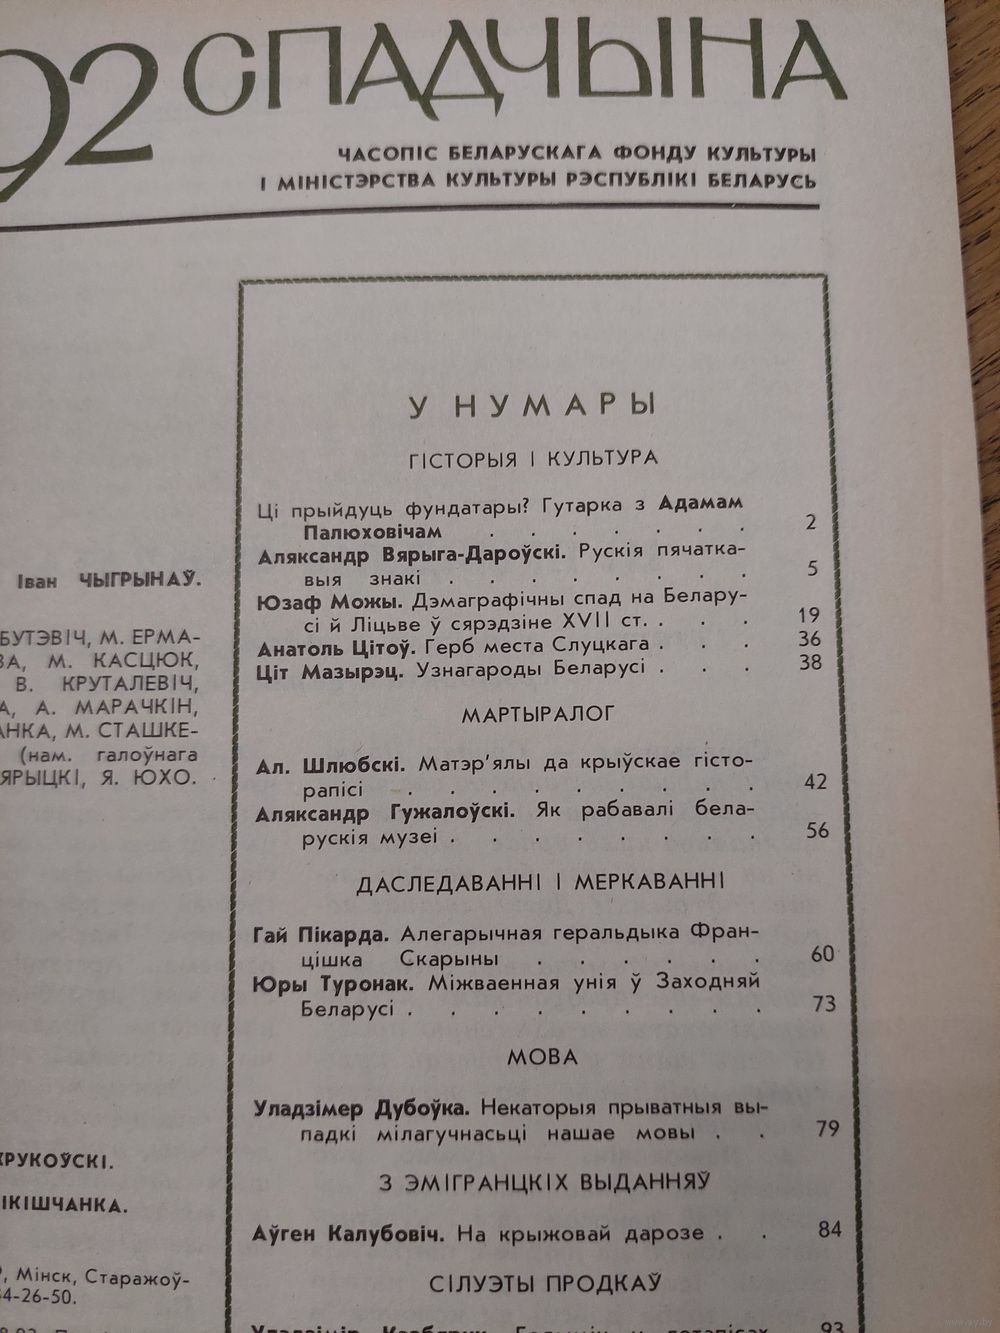 92 СПАДЧЫНА
ЧАСОПІС БЕЛАРУСКАГА ФОНДУ КУЛЬТУРЫ
І МІНІСТЭРСТВА КУЛЬТУРЫ РЭСПУБЛІКІ БЕЛАРУСЬ
Іван ЧЫГРЫНАЎ.
БУТЭВІЧ, М. ЕРМА-
ВА, М. КАСЦЮК,
В. КРУТАЛЕВІЧ,
А, А. МАРАЧКІН,
АНКА, М. СТАШКЕ-
(нам. галоўнага
ЯРЫЦКІ, Я. ЮХО.
КРУКОЎСКІ.
ІКІШЧАНКА.
, Мінск, Старажоў-
4-26-50.
У НУМАРЫ
ГІСТОРЫЯ І КУЛЬТУРА
Ці прыйдуць фундатары? Гутарка з Адамам
Палюховічам . . . . . . 2
Аляксандр Вярыга-Дароўскі. Рускія пячатка-
выя знакі . . . . . . . . 5
Юзаф Можы. Дэмаграфічны спад на Белару-
сі й Ліцьве ў сярэдзіне XVII ст. . . . 19
Анатоль Цітоў. Герб места Слуцкага . . . 36
Ціт Мазырэц. Узнагароды Беларусі . . . 38
МАРТЫРАЛОГ
Ал. Шлюбскі. Матэр'ялы да крыўскае гісто-
рапісі . . . . . . . . . 42
Аляксандр Гужалоўскі. Як рабавалі бела-
рускія музеі . . . . . . . . 56
ДАСЛЕДАВАННІ І МЕРКАВАННІ
Гай Пікарда. Алегарычная геральдыка Фран-
цішка Скарыны . . . . . . 60
Юры Туронак. Міжваенная унія ў Заходняй
Беларусі . . . . . . . . . 73
МОВА
Уладзімер Дубоўка. Некаторыя прыватныя вы-
падкі мілагучнасьці нашае мовы . . 79
З ЭМІГРАНЦКІХ ВЫДАННЯЎ
Аўген Калубовіч. На крыжовай дарозе . . 84
СІЛУЭТЫ ПРОДКАЎ
93